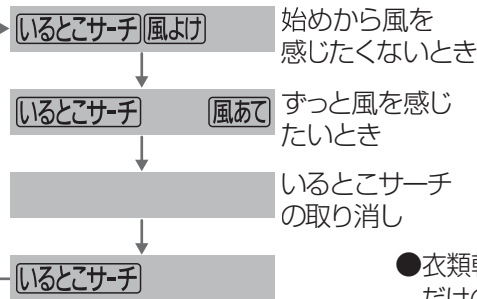 いるとこサーチ 風よけ
始めから風を
感じたくないとき
いるとこサーチ 風あて
ずっと風を感じ
たいとき
いるとこサーチ
の取り消し
いるとこサーチ
●衣類